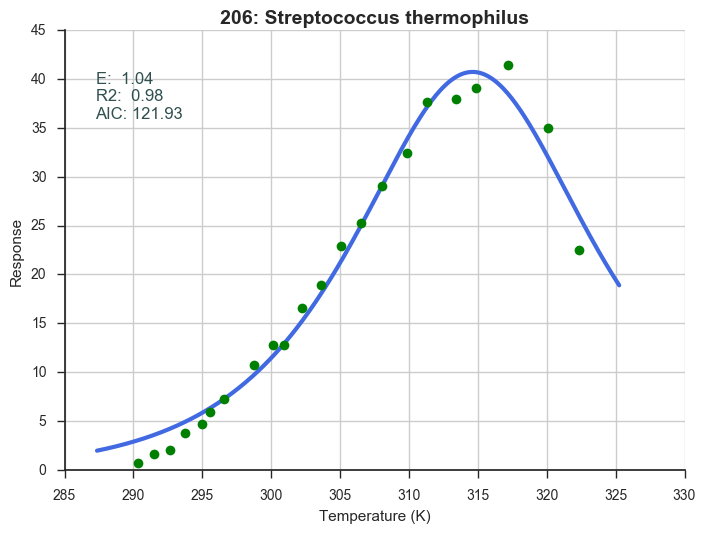 206: Streptococcus thermophilus
45
40
35
30
25
20
15
10
5
0
E: 1.04
R2: 0.98
AIC: 121.93
Response
285 290 295 300 305 310 315 320 325 330
Temperature (K)